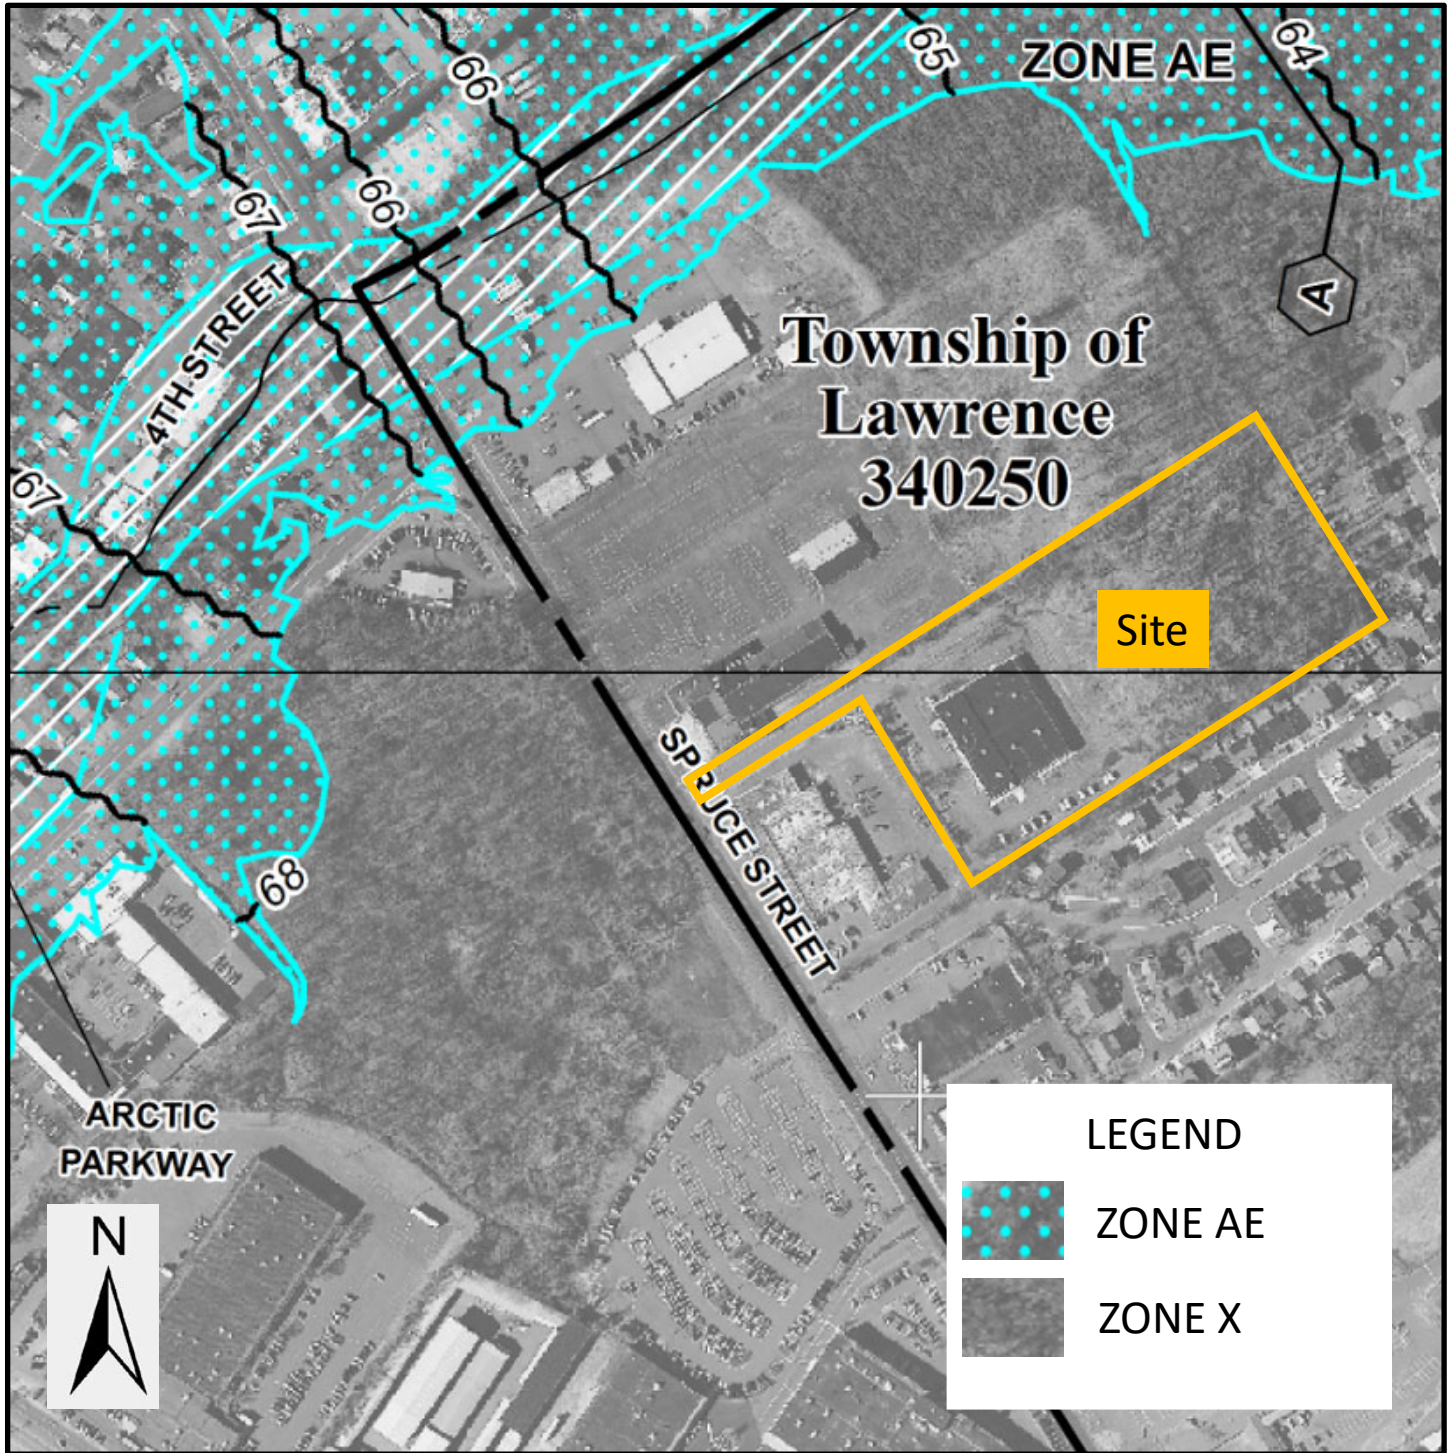 65
64
ZONE AE
66
66
67
4TH STREET
A
Township of
Lawrence
340250
67
Site
SPRUCE STREET
68
ARCTIC
PARKWAY
N
LEGEND
ZONE AE
ZONE X